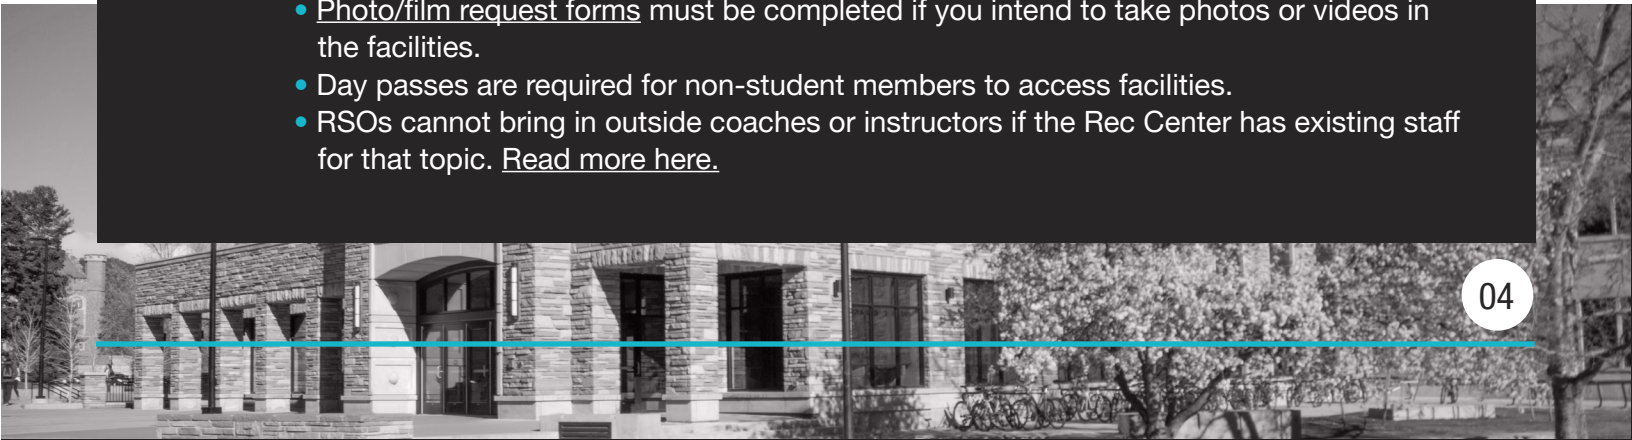 • Photo/film request forms must be completed if you intend to take photos or videos in
the facilities.
• Day passes are required for non-student members to access facilities.
• RSOs cannot bring in outside coaches or instructors if the Rec Center has existing staff
for that topic. Read more here.
04